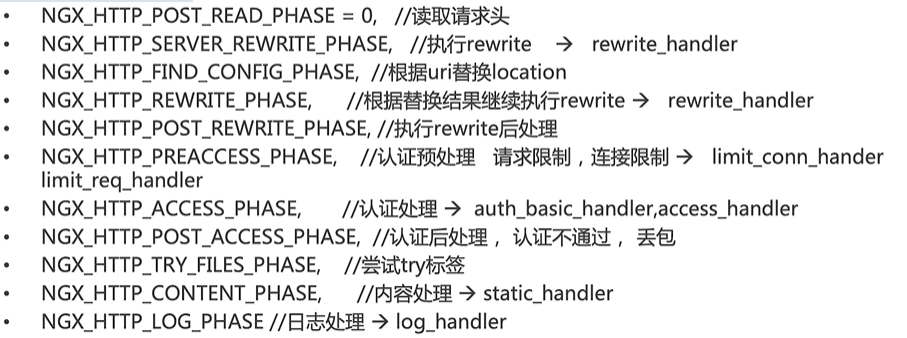 • NGX_HTTP_POST_READ_PHASE = 0, //读取请求头
• NGX_HTTP_SERVER_REWRITE_PHASE, //执行rewrite → rewrite_handler
• NGX_HTTP_FIND_CONFIG_PHASE, //根据uri替换location
• NGX_HTTP_REWRITE_PHASE, //根据替换结果继续执行rewrite → rewrite_handler
• NGX_HTTP_POST_REWRITE_PHASE, //执行rewrite后处理
• NGX_HTTP_PREACCESS_PHASE, //认证预处理 请求限制，连接限制 → limit_conn_hander
limit_req_handler
• NGX_HTTP_ACCESS_PHASE, //认证处理 → auth_basic_handler,access_handler
• NGX_HTTP_POST_ACCESS_PHASE, //认证后处理，认证不通过，丢包
• NGX_HTTP_TRY_FILES_PHASE, //尝试try标签
• NGX_HTTP_CONTENT_PHASE, //内容处理 → static_handler
• NGX_HTTP_LOG_PHASE //日志处理 → log_handler